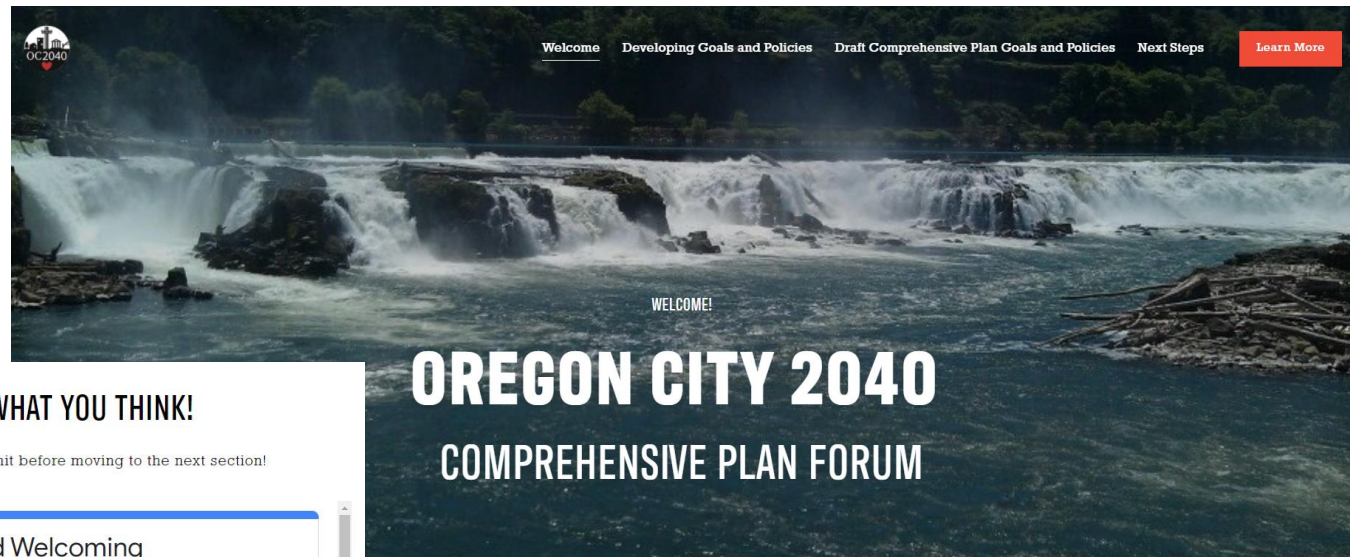 OC2040
Welcome Developing Goals and Policies Draft Comprehensive Plan Goals and Policies Next Steps Learn More
WELCOME!
OREGON CITY 2040
COMPREHENSIVE PLAN FORUM
WHAT YOU THINK!
before moving to the next section!
Welcoming